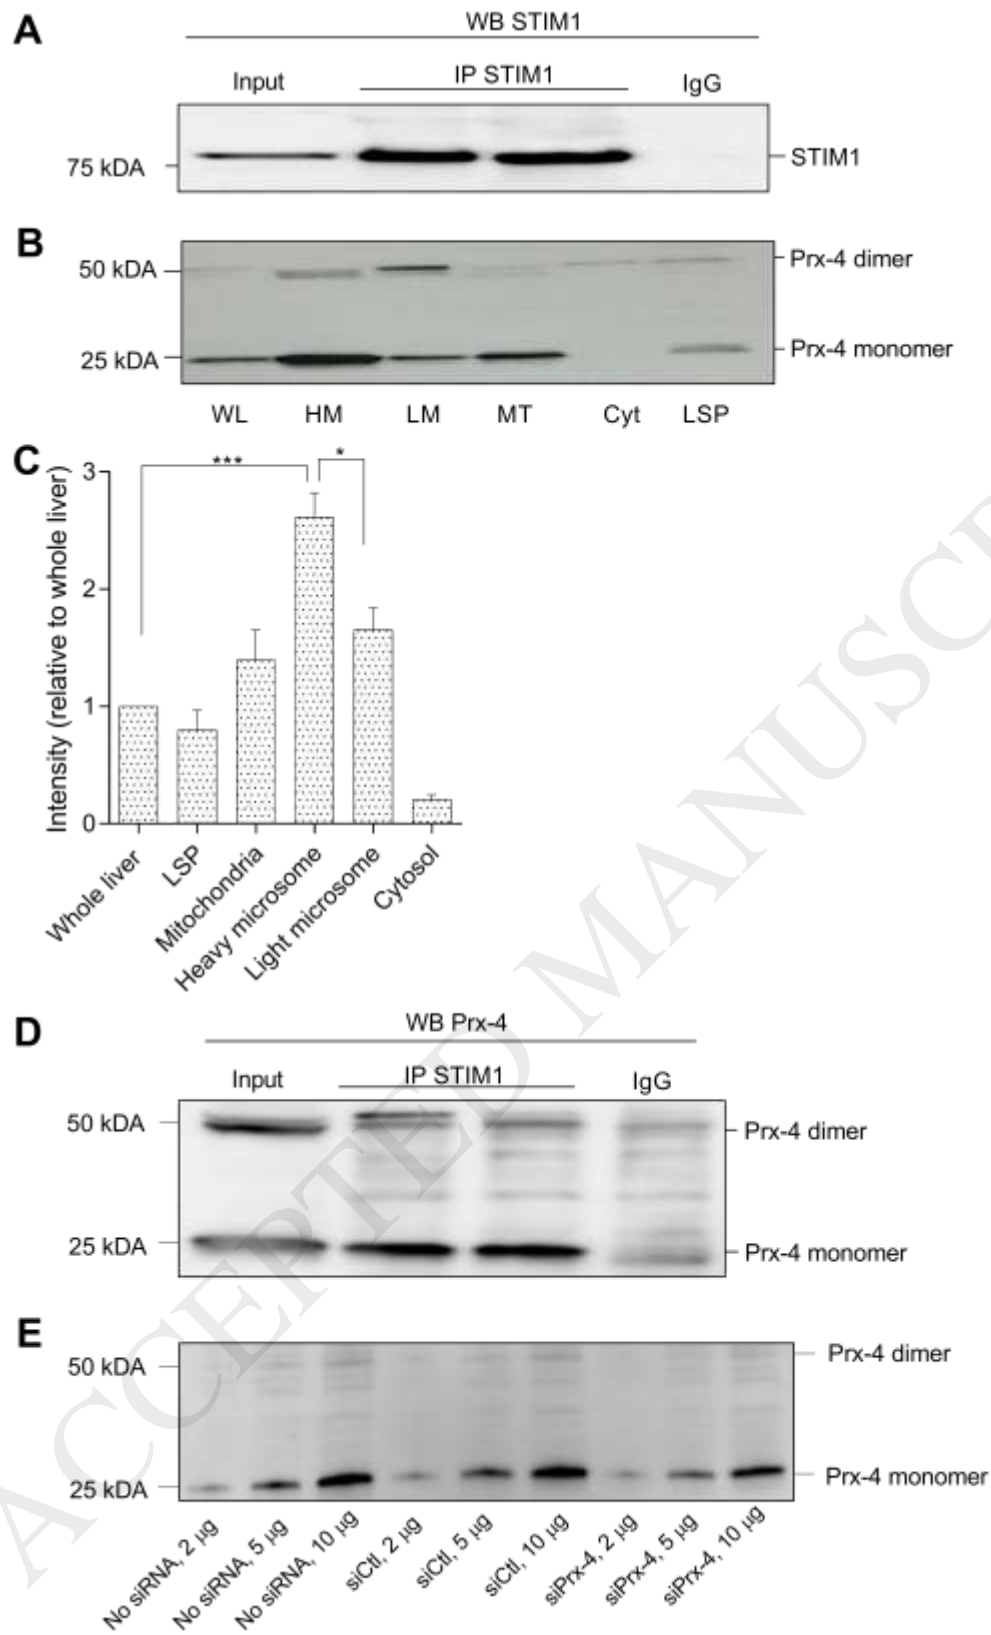 A
WB STIM1
Input
IP STIM1
IgG
75 kDA
STIM1
B
50 kDA
Prx-4 dimer
25 kDA
Prx-4 monomer
WL HM LM MT Cyt LSP
C
Intensity (relative to whole liver)
3
2
1
0
***
*
Whole liver
LSP
Mitochondria
Heavy microsome
Light microsome
Cytosol
D
WB Prx-4
Input
IP STIM1
IgG
50 kDA
Prx-4 dimer
25 kDA
Prx-4 monomer
E
50 kDA
Prx-4 dimer
25 kDA
Prx-4 monomer
No siRNA, 2 µg
No siRNA, 5 µg
No siRNA, 10 µg
siCtl, 2 µg
siCtl, 5 µg
siCtl, 10 µg
siPrx-4, 2 µg
siPrx-4, 5 µg
siPrx-4, 10 µg
ACCEPTED MANUSC